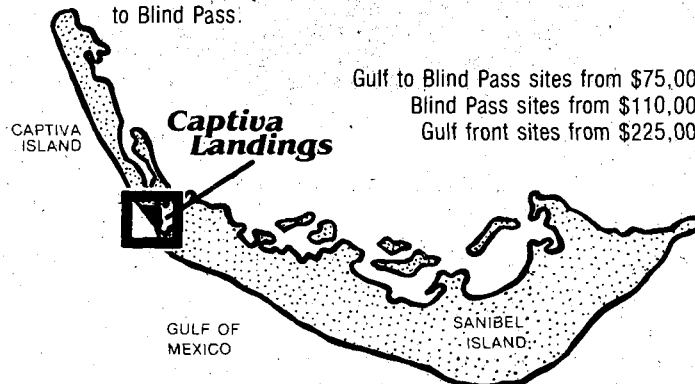 to Blind Pass.
Gulf to Blind Pass sites from $75,00
Blind Pass sites from $110,00
Gulf front sites from $225,00
CAPTIVA
ISLAND
Captiva
Landings
GULF OF
MEXICO
SANIBEL
ISLAND